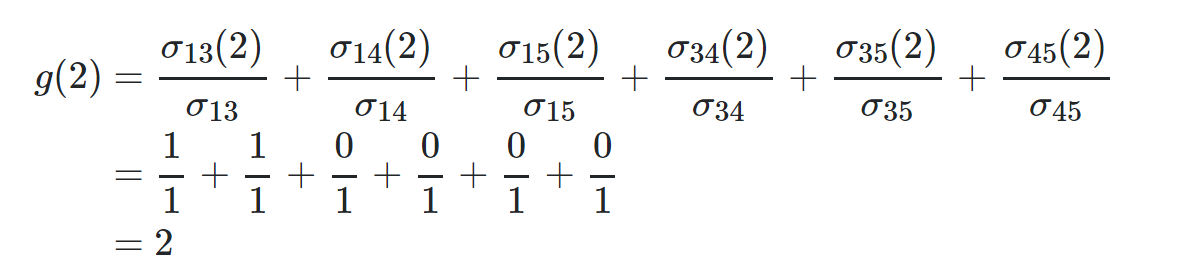 g(2) = σ13(2)/σ13 + σ14(2)/σ14 + σ15(2)/σ15 + σ34(2)/σ34 + σ35(2)/σ35 + σ45(2)/σ45
= 1/1 + 1/1 + 0/1 + 0/1 + 0/1 + 0/1
= 2